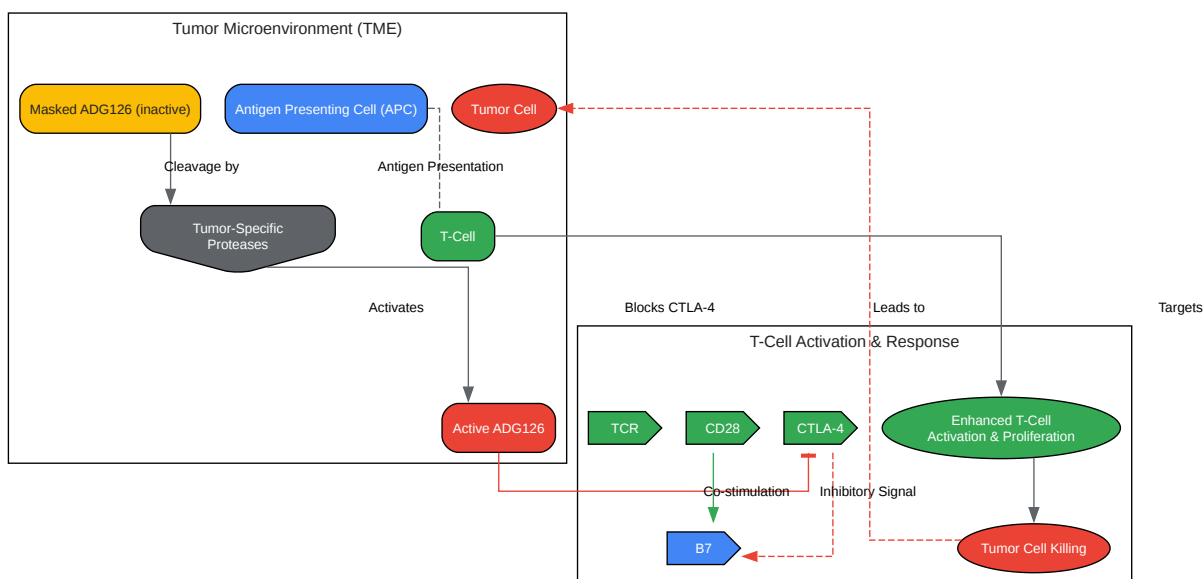 Tumor Microenvironment (TME)
Masked ADG126 (inactive)
Antigen Presenting Cell (APC)
Tumor Cell
Cleavage by
Antigen Presentation
Tumor-Specific
Proteases
T-Cell
Activates
Blocks CTLA-4
Leads to
Targets
T-Cell Activation & Response
Active ADG126
TCR
CD28
CTLA-4
Enhanced T-Cell
Activation & Proliferation
Co-stimulation
Inhibitory Signal
B7
Tumor Cell Killing